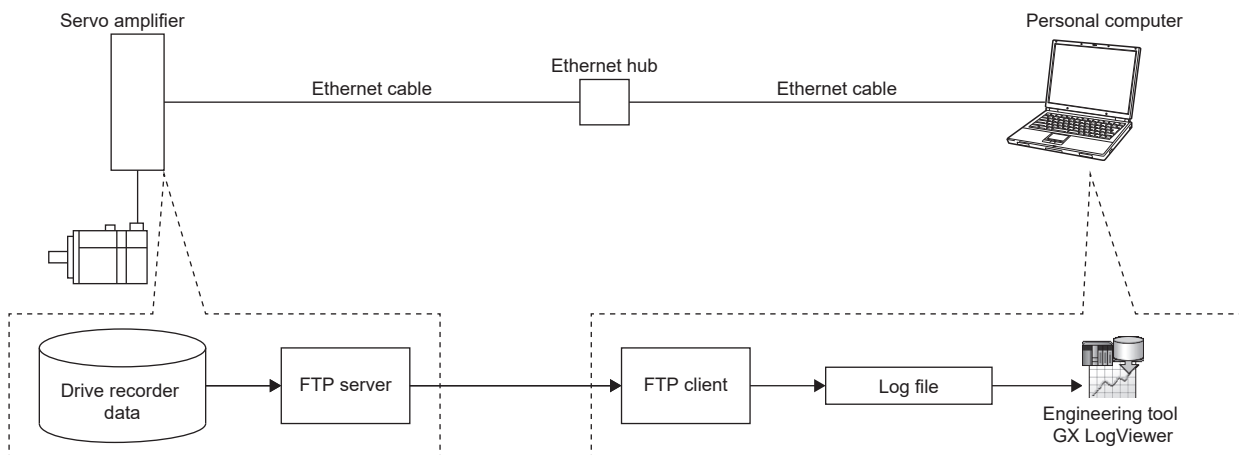 Servo amplifier
Personal computer
Ethernet hub
Ethernet cable
Ethernet cable
Drive recorder
data
FTP server
FTP client
Log file
Engineering tool
GX LogViewer